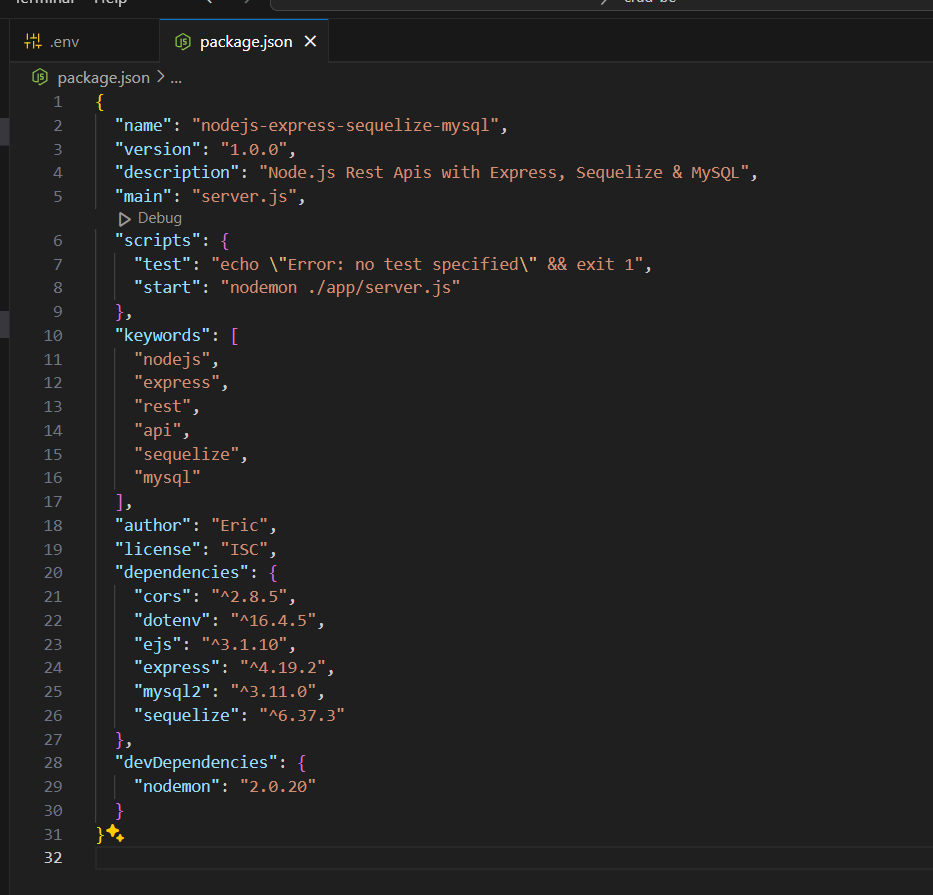 Terminal Help crud-be
.env package.json
package.json > ...
1 {
2 "name": "nodejs-express-sequelize-mysql",
3 "version": "1.0.0",
4 "description": "Node.js Rest Apis with Express, Sequelize & MySQL",
5 "main": "server.js",
Debug
6 "scripts": {
7 "test": "echo \"Error: no test specified\" && exit 1",
8 "start": "nodemon ./app/server.js"
9 },
10 "keywords": [
11 "nodejs",
12 "express",
13 "rest",
14 "api",
15 "sequelize",
16 "mysql"
17 ],
18 "author": "Eric",
19 "license": "ISC",
20 "dependencies": {
21 "cors": "^2.8.5",
22 "dotenv": "^16.4.5",
23 "ejs": "^3.1.10",
24 "express": "^4.19.2",
25 "mysql2": "^3.11.0",
26 "sequelize": "^6.37.3"
27 },
28 "devDependencies": {
29 "nodemon": "2.0.20"
30 }
31 }
32